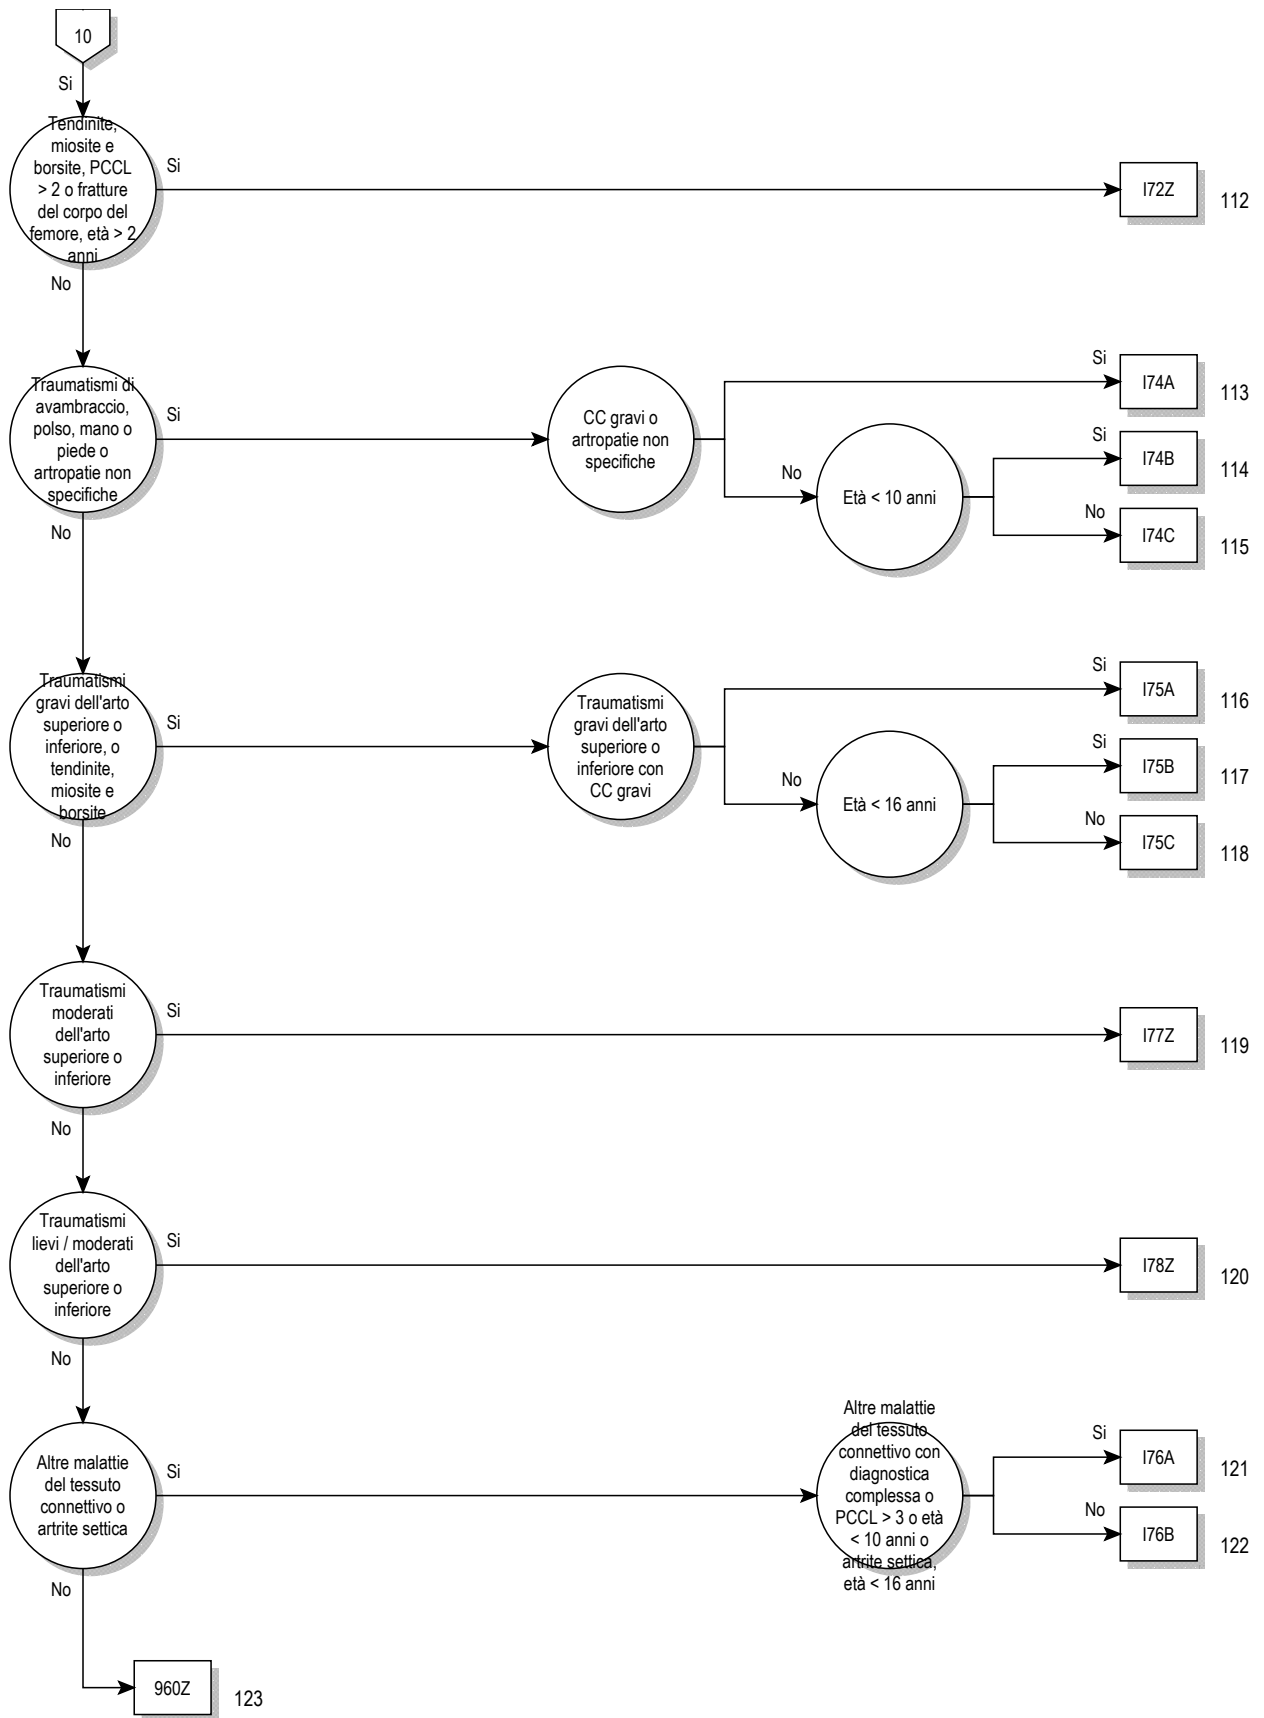 10
Si
Tendinite,
miosite e
borsite, PCCL
> 2 o fratture
del corpo del
femore, età > 2
anni
Si
I72Z
112
No
Traumatismi di
avambraccio,
polso, mano o
piede o
artropatie non
specifiche
Si
CC gravi o
artropatie non
specifiche
Si
I74A
113
No
Età < 10 anni
Si
I74B
114
No
I74C
115
No
Traumatismi
gravi dell'arto
superiore o
inferiore, o
tendinite,
miosite e
borsite
Si
Traumatismi
gravi dell'arto
superiore o
inferiore con
CC gravi
Si
I75A
116
No
Età < 16 anni
Si
I75B
117
No
I75C
118
No
Traumatismi
moderati
dell'arto
superiore o
inferiore
Si
I77Z
119
No
Traumatismi
lievi / moderati
dell'arto
superiore o
inferiore
Si
I78Z
120
No
Altre malattie
del tessuto
connettivo o
artrite settica
Si
Altre malattie
del tessuto
connettivo con
diagnostica
complessa o
PCCL > 3 o età
< 10 anni o
artrite settica,
età < 16 anni
Si
I76A
121
No
I76B
122
No
960Z
123